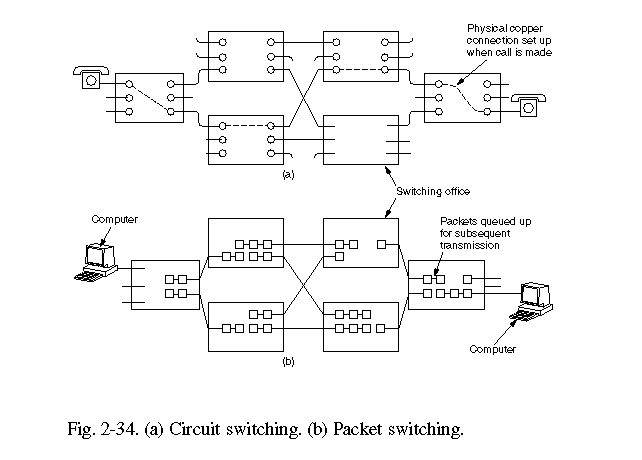 Physical copper
connection set up
when call is made
(a)
Switching office
Computer
Packets queued up
for subsequent
transmission
Computer
(b)
Fig. 2-34. (a) Circuit switching. (b) Packet switching.